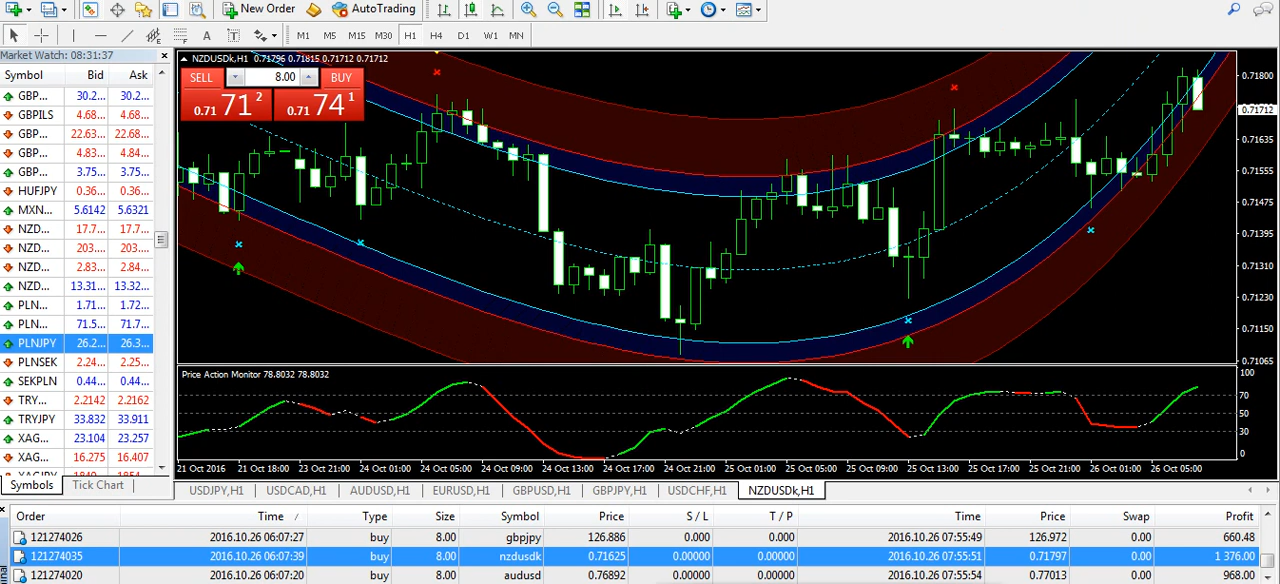 New Order AutoTrading
A T M1 M5 M15 M30 H1 H4 D1 W1 MN
Market Watch: 08:31:37
Symbol Bid Ask
GBP... 30.2... 30.2...
GBPILS 4.68... 4.68...
GBP... 22.63... 22.68...
GBP... 4.83... 4.84...
GBP... 3.75... 3.75...
HUFJPY 0.36... 0.36...
MXN... 5.6142 5.6321
NZD... 17.7... 17.7...
NZD... 203.... 203....
NZD... 2.83... 2.84...
NZD... 13.31... 13.32...
PLN... 1.71... 1.72...
PLN... 71.5... 71.7...
PLNJPY 26.2... 26.3...
PLNSEK 2.24... 2.25...
SEKPLN 0.44... 0.44...
TRY... 2.2142 2.2162
TRYJPY 33.832 33.911
XAG... 23.104 23.257
XAG... 16.275 16.407
Symbols Tick Chart
NZDUSDk,H1 0.71796 0.71815 0.71712 0.71712
SELL 8.00 BUY
0.71 71 2 0.71 74 1
0.71800
0.71712
0.71635
0.71555
0.71475
0.71395
0.71310
0.71230
0.71150
0.71065
Price Action Monitor 78.8032 78.8032
100
70
50
30
0
21 Oct 2016 21 Oct 18:00 23 Oct 21:00 24 Oct 01:00 24 Oct 05:00 24 Oct 09:00 24 Oct 13:00 24 Oct 17:00 24 Oct 21:00 25 Oct 01:00 25 Oct 05:00 25 Oct 09:00 25 Oct 13:00 25 Oct 17:00 25 Oct 21:00 26 Oct 01:00 26 Oct 05:00
USDJPY,H1 USDCAD,H1 AUDUSD,H1 EURUSD,H1 GBPUSD,H1 GBPJPY,H1 USDCHF,H1 NZDUSDk,H1
Order Time / Type Size Symbol Price S / L T / P Time Price Swap Profit
121274026 2016.10.26 06:07:27 buy 8.00 gbpjpy 126.886 0.000 0.000 2016.10.26 07:55:49 126.972 0.00 660.48
121274035 2016.10.26 06:07:39 buy 8.00 nzdusdk 0.71625 0.00000 0.00000 2016.10.26 07:55:51 0.71797 0.00 1 376.00
121274020 2016.10.26 06:07:20 buy 8.00 audusd 0.76892 0.00000 0.00000 2016.10.26 07:55:54 0.77013 0.00 968.00